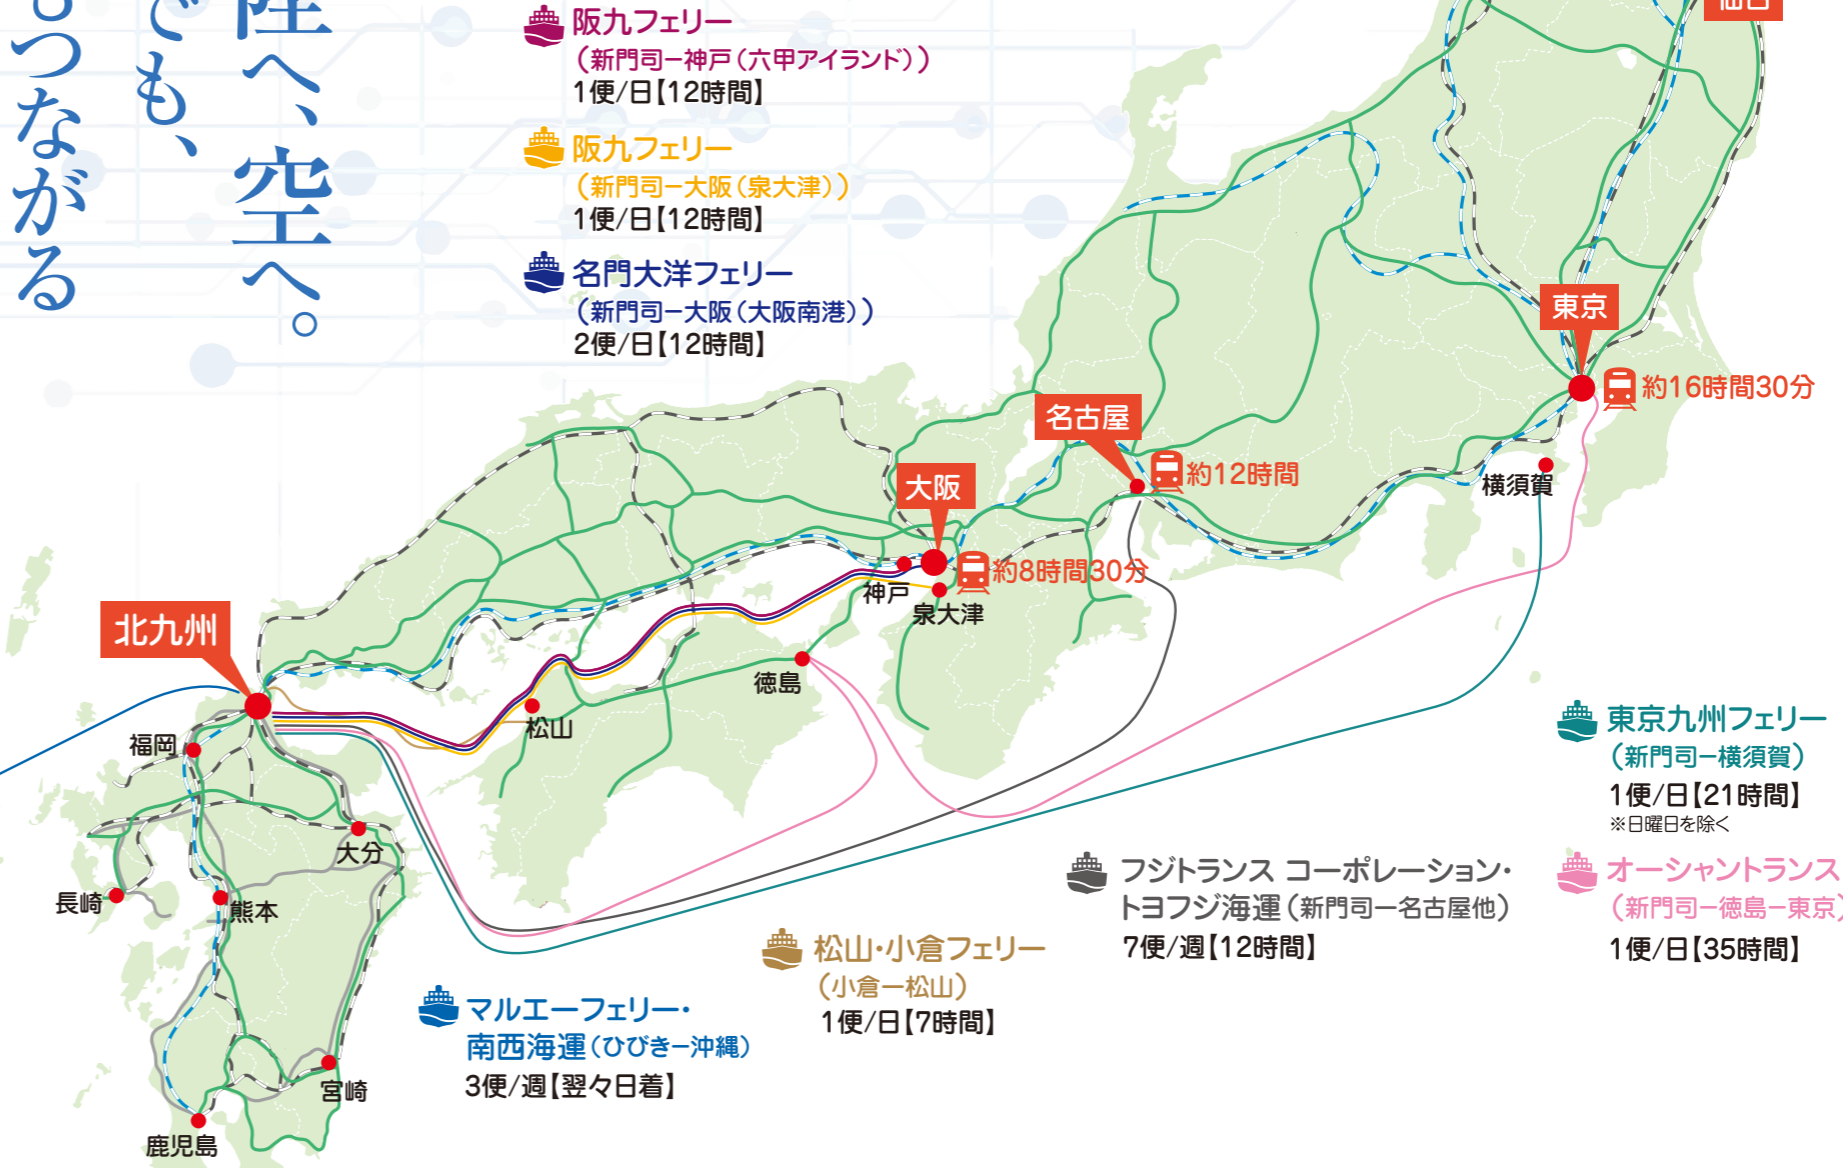 陸へ、空へ。
でも、
つながる
阪九フェリー
(新門司ー神戸(六甲アイランド))
1便/日【12時間】
阪九フェリー
(新門司ー大阪(泉大津))
1便/日【12時間】
名門大洋フェリー
(新門司ー大阪(大阪南港))
2便/日【12時間】
仙台
東京
約16時間30分
名古屋
約12時間
横須賀
大阪
約8時間30分
神戸
泉大津
北九州
徳島
松山
福岡
大分
長崎
熊本
宮崎
鹿児島
東京九州フェリー
(新門司ー横須賀)
1便/日【21時間】
※日曜日を除く
フジトランス コーポレーション・
トヨフジ海運(新門司ー名古屋他)
7便/週【12時間】
オーシャントランス
(新門司ー徳島ー東京)
1便/日【35時間】
松山・小倉フェリー
(小倉ー松山)
1便/日【7時間】
マルエーフェリー・
南西海運(ひびきー沖縄)
3便/週【翌々日着】